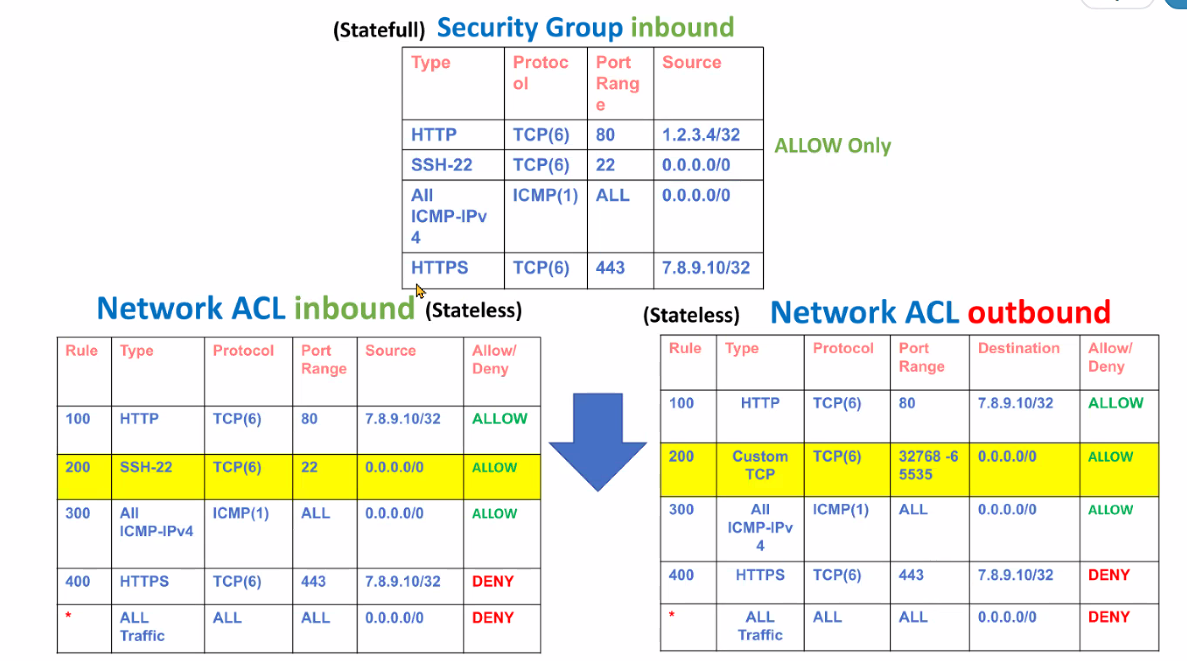 (Statefull) Security Group inbound
Type Protoc Port Source
ol Rang
e
HTTP TCP(6) 80 1.2.3.4/32
ALLOW Only
SSH-22 TCP(6) 22 0.0.0.0/0
All ICMP(1) ALL 0.0.0.0/0
ICMP-IPv
4
HTTPS TCP(6) 443 7.8.9.10/32
Network ACL inbound (Stateless)
Rule Type Protocol Port Source Allow/
Range Deny
100 HTTP TCP(6) 80 7.8.9.10/32 ALLOW
200 SSH-22 TCP(6) 22 0.0.0.0/0 ALLOW
300 All ICMP(1) ALL 0.0.0.0/0 ALLOW
ICMP-IPv4
400 HTTPS TCP(6) 443 7.8.9.10/32 DENY
* ALL ALL ALL 0.0.0.0/0 DENY
Traffic
(Stateless) Network ACL outbound
Rule Type Protocol Port Destination Allow/
Range Deny
100 HTTP TCP(6) 80 7.8.9.10/32 ALLOW
200 Custom TCP(6) 32768 -6 0.0.0.0/0 ALLOW
TCP 5535
300 All ICMP(1) ALL 0.0.0.0/0 ALLOW
ICMP-IPv
4
400 HTTPS TCP(6) 443 7.8.9.10/32 DENY
* ALL ALL ALL 0.0.0.0/0 DENY
Traffic